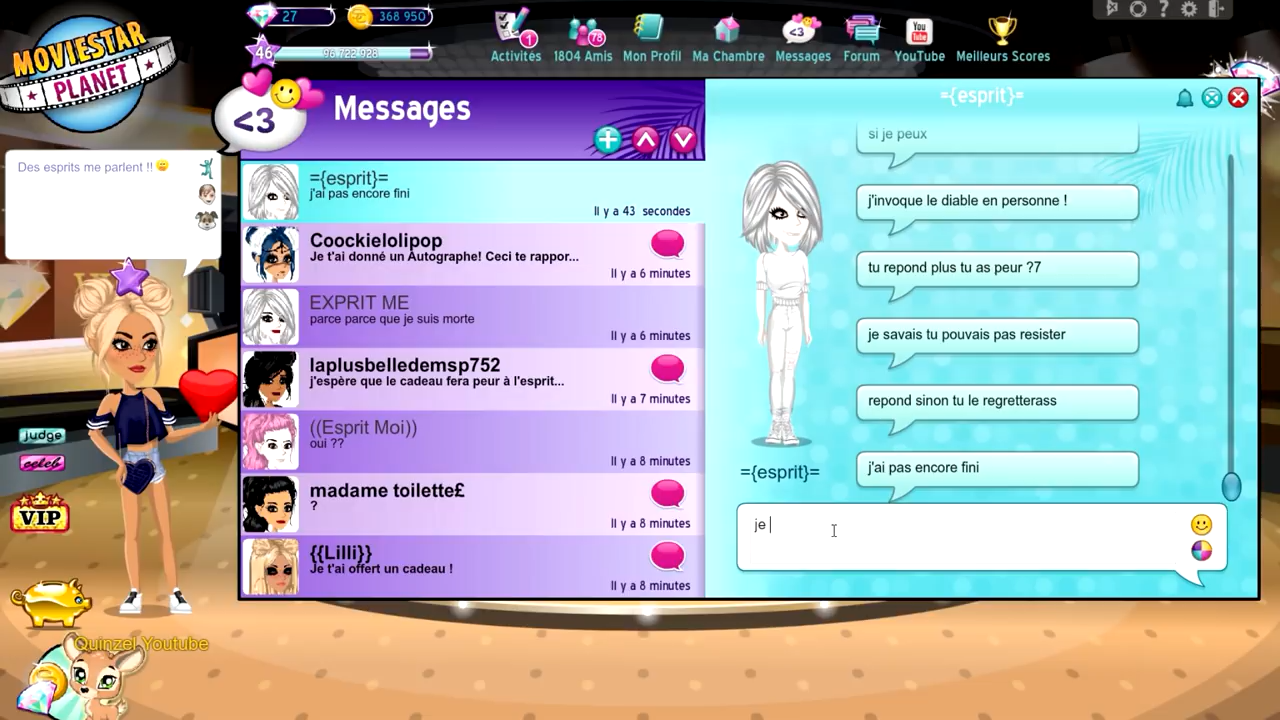 MOVIESTAR
PLANET
27
368 950
46
96 722 928
1
Activités
78
1804 Amis
Mon Profil
Ma Chambre
<3
Messages
Forum
You
Tube
YouTube
Meilleurs Scores
Des esprits me parlent !!
judge
celeb
VIP
Quinzel Youtube
<3
Messages
={esprit}=
j'ai pas encore fini
Il y a 43 secondes
Coockielolipop
Je t'ai donné un Autographe! Ceci te rappor...
Il y a 6 minutes
EXPRIT ME
parce parce que je suis morte
Il y a 6 minutes
laplusbelledemsp752
j'espère que le cadeau fera peur à l'esprit...
Il y a 7 minutes
((Esprit Moi))
oui ??
Il y a 8 minutes
madame toilette£
?
Il y a 8 minutes
{{Lilli}}
Je t'ai offert un cadeau !
Il y a 8 minutes
={esprit}=
si je peux
j'invoque le diable en personne !
tu repond plus tu as peur ?7
je savais tu pouvais pas resister
repond sinon tu le regretterass
j'ai pas encore fini
={esprit}=
je